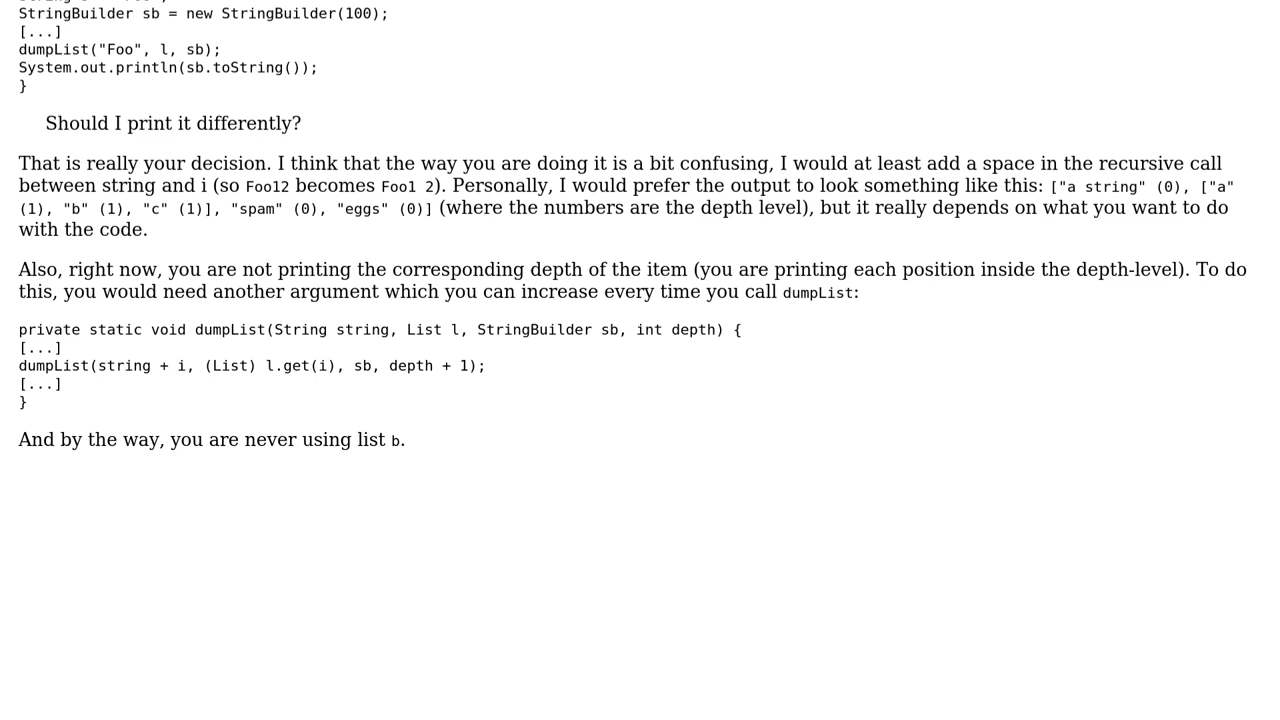 StringBuilder sb = new StringBuilder(100);
[...]
dumpList("Foo", l, sb);
System.out.println(sb.toString());
}
Should I print it differently?
That is really your decision. I think that the way you are doing it is a bit confusing, I would at least add a space in the recursive call
between string and i (so Foo12 becomes Foo1 2). Personally, I would prefer the output to look something like this: ["a string" (0), ["a"
(1), "b" (1), "c" (1)], "spam" (0), "eggs" (0)] (where the numbers are the depth level), but it really depends on what you want to do
with the code.
Also, right now, you are not printing the corresponding depth of the item (you are printing each position inside the depth-level). To do
this, you would need another argument which you can increase every time you call dumpList:
private static void dumpList(String string, List l, StringBuilder sb, int depth) {
[...]
dumpList(string + i, (List) l.get(i), sb, depth + 1);
[...]
}
And by the way, you are never using list b.